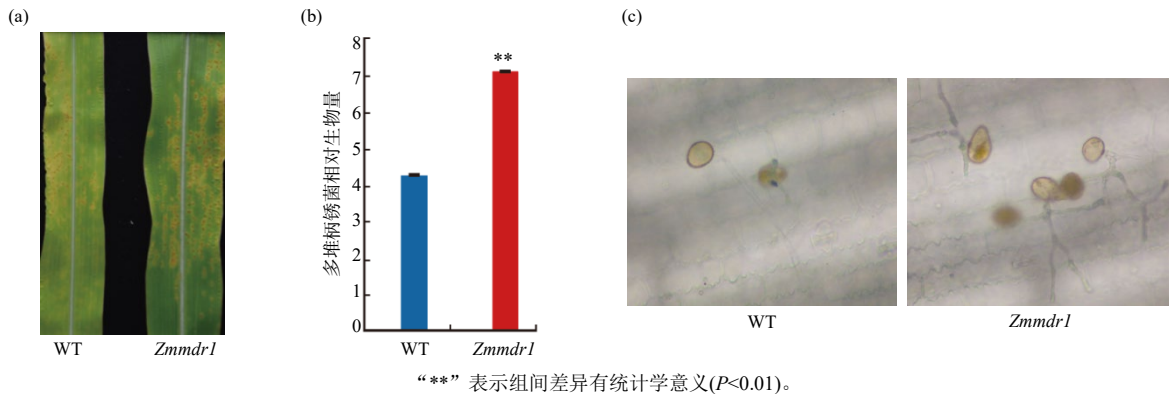 (a)
WT
Zmmdr1
(b)
多堆柄锈菌相对生物量
8
7
6
5
4
3
2
1
0
**
WT
Zmmdr1
(c)
WT
Zmmdr1
“**”表示组间差异有统计学意义(P<0.01)。